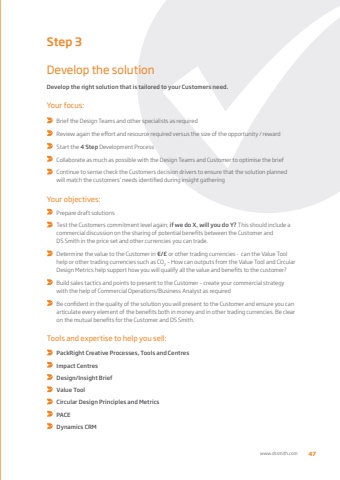 Step 3
Develop the solution
Develop the right solution that is tailored to your Customers need.
Your focus:
Brief the Design Teams and other specialists as required
Review again the effort and resource required versus the size of the opportunity / reward
Start the 4 Step Development Process
Collaborate as much as possible with the Design Teams and Customer to optimise the brief
Continue to sense check the Customers decision drivers to ensure that the solution planned
will match the customers' needs identified during insight gathering
Your objectives:
Prepare draft solutions
Test the Customers commitment level again; if we do X, will you do Y? This should include a
commercial discussion on the sharing of potential benefits between the Customer and
DS Smith in the price set and other currencies you can trade.
Determine the value to the Customer in €/£ or other trading currencies - can the Value Tool
help or other trading currencies such as CO₂ - How can outputs from the Value Tool and Circular
Design Metrics help support how you will qualify all the value and benefits to the customer?
Build sales tactics and points to present to the Customer - create your commercial strategy
with the help of Commercial Operations/Business Analyst as required
Be confident in the quality of the solution you will present to the Customer and ensure you can
articulate every element of the benefits both in money and in other trading currencies. Be clear
on the mutual benefits for the Customer and DS Smith.
Tools and expertise to help you sell:
PackRight Creative Processes, Tools and Centres
Impact Centres
Design/Insight Brief
Value Tool
Circular Design Principles and Metrics
PACE
Dynamics CRM
www.dssmith.com 47